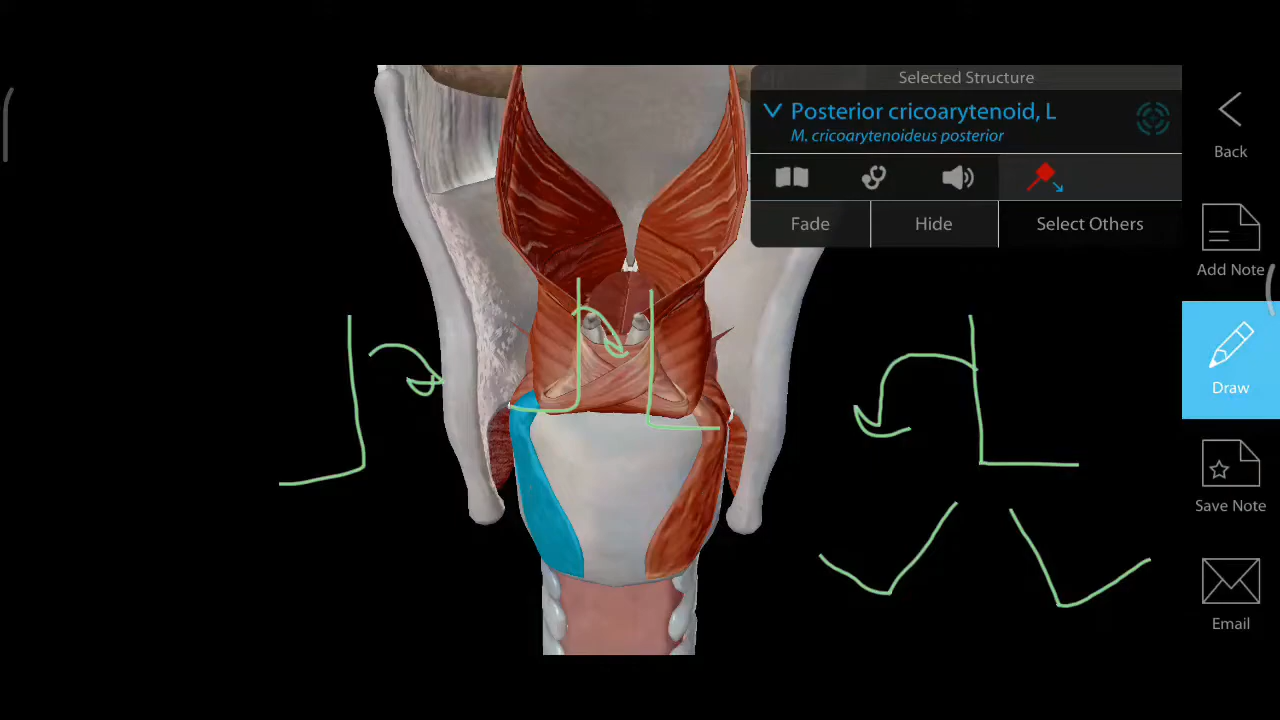 Selected Structure
Posterior cricoarytenoid, L
M. cricoarytenoideus posterior
Fade
Hide
Select Others
Back
Add Note
Draw
Save Note
Email